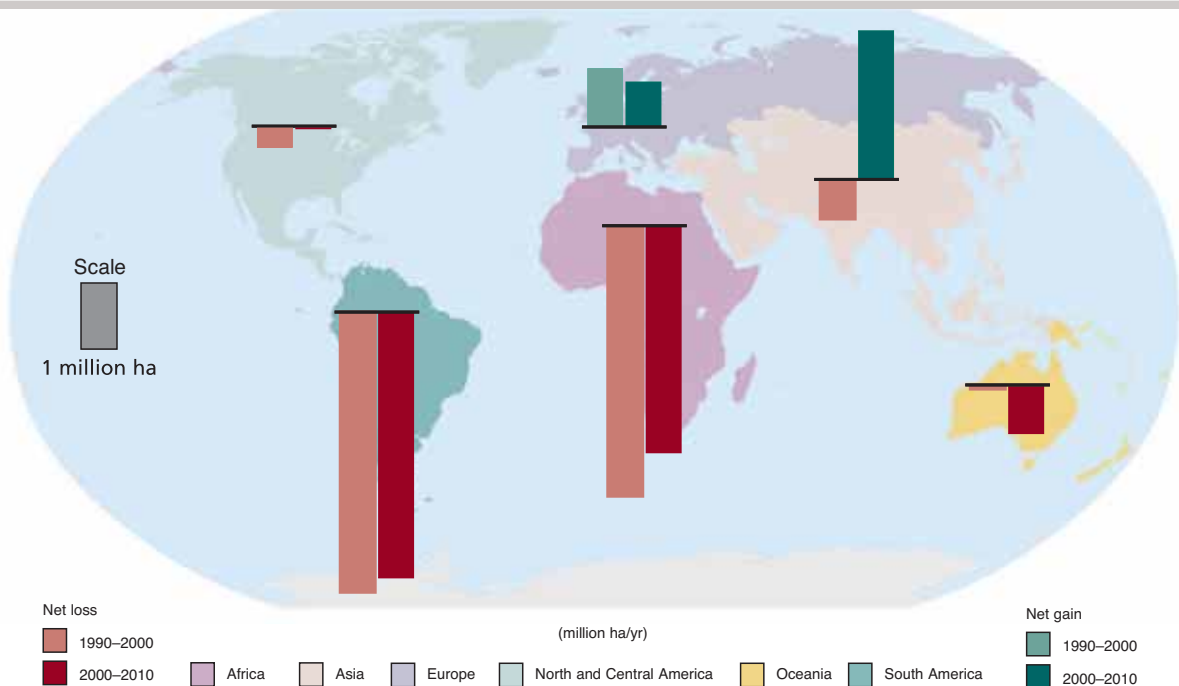 Scale
1 million ha
Net loss
1990–2000
2000–2010
(million ha/yr)
Africa
Asia
Europe
North and Central America
Oceania
South America
Net gain
1990–2000
2000–2010